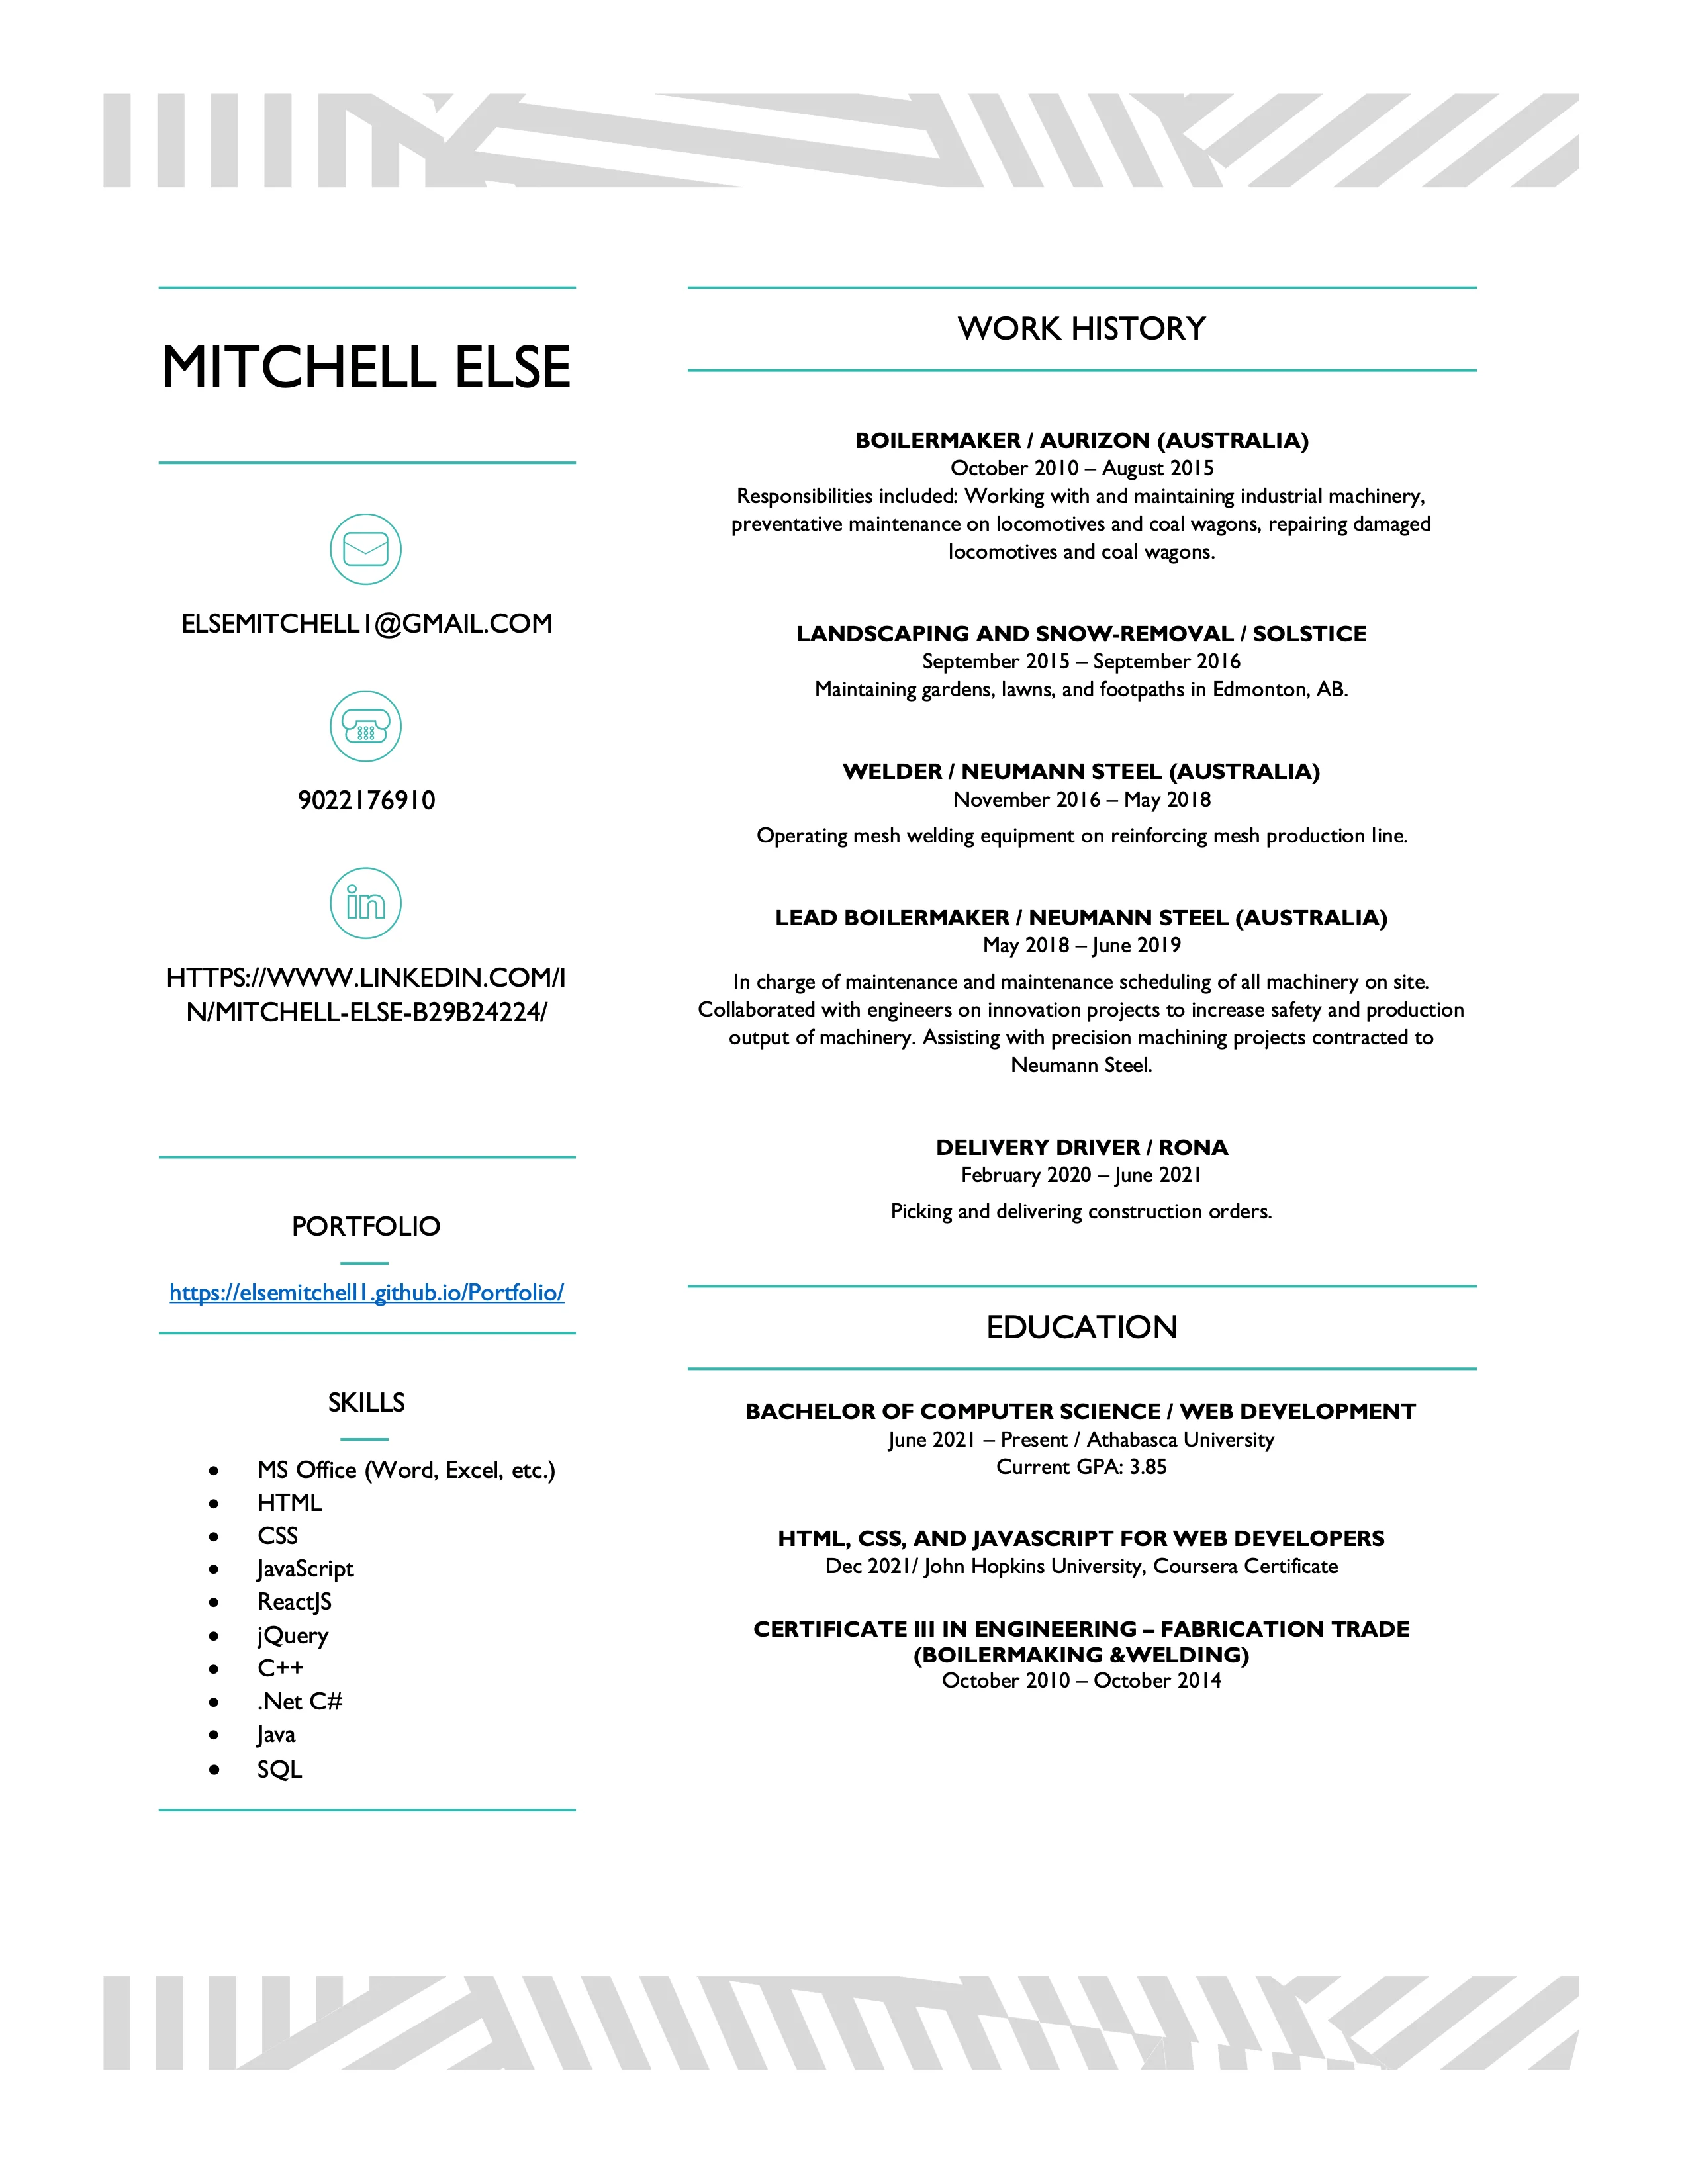 MITCHELL ELSE
ELSEMITCHELL1@GMAIL.COM
9022176910
in
HTTPS://WWW.LINKEDIN.COM/I
N/MITCHELL-ELSE-B29B24224/
PORTFOLIO
https://elsemitchell1.github.io/Portfolio/
SKILLS
• MS Office (Word, Excel, etc.)
• HTML
• CSS
• JavaScript
• ReactJS
• jQuery
• C++
• .Net C#
• Java
• SQL
WORK HISTORY
BOILERMAKER / AURIZON (AUSTRALIA)
October 2010 – August 2015
Responsibilities included: Working with and maintaining industrial machinery,
preventative maintenance on locomotives and coal wagons, repairing damaged
locomotives and coal wagons.
LANDSCAPING AND SNOW-REMOVAL / SOLSTICE
September 2015 – September 2016
Maintaining gardens, lawns, and footpaths in Edmonton, AB.
WELDER / NEUMANN STEEL (AUSTRALIA)
November 2016 – May 2018
Operating mesh welding equipment on reinforcing mesh production line.
LEAD BOILERMAKER / NEUMANN STEEL (AUSTRALIA)
May 2018 – June 2019
In charge of maintenance and maintenance scheduling of all machinery on site.
Collaborated with engineers on innovation projects to increase safety and production
output of machinery. Assisting with precision machining projects contracted to
Neumann Steel.
DELIVERY DRIVER / RONA
February 2020 – June 2021
Picking and delivering construction orders.
EDUCATION
BACHELOR OF COMPUTER SCIENCE / WEB DEVELOPMENT
June 2021 – Present / Athabasca University
Current GPA: 3.85
HTML, CSS, AND JAVASCRIPT FOR WEB DEVELOPERS
Dec 2021/ John Hopkins University, Coursera Certificate
CERTIFICATE III IN ENGINEERING – FABRICATION TRADE
(BOILERMAKING &WELDING)
October 2010 – October 2014